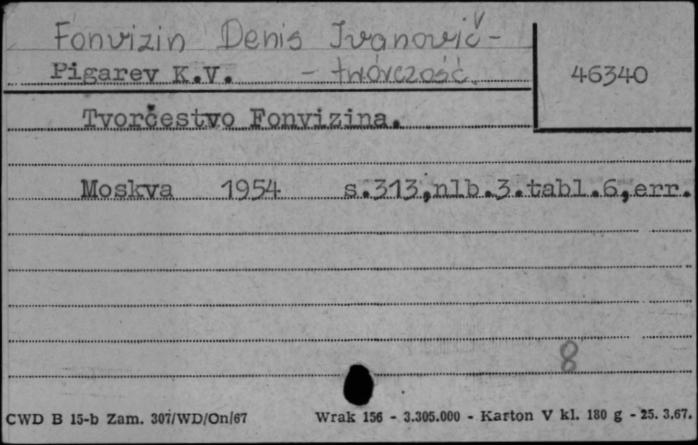 Fonvizin Denis Ivanovič -
Pigarev K.V. - twórczość.
46340
Tvorčestvo Fonvizina.
Moskva 1954 s.313,nlb.3.tabl.6,err.
8
CWD B 15-b Zam. 307/WD/On/67 Wrak 156 - 3.305.000 - Karton V kl. 180 g - 25. 3.67.